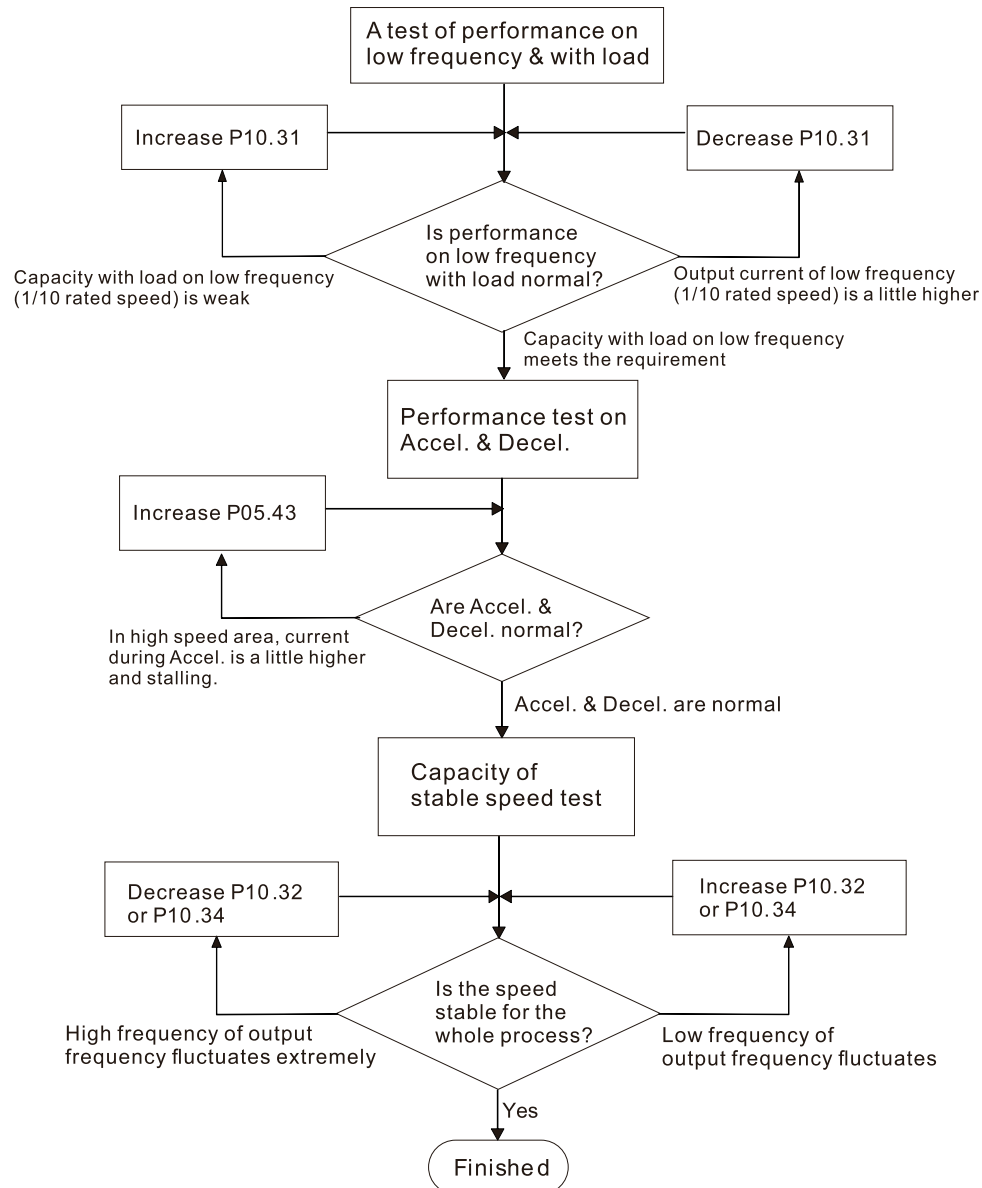 A test of performance on
low frequency & with load
Increase P10.31
Decrease P10.31
Is performance
on low frequency
with load normal?
Capacity with load on low frequency
(1/10 rated speed) is weak
Output current of low frequency
(1/10 rated speed) is a little higher
Capacity with load on low frequency
meets the requirement
Performance test on
Accel. & Decel.
Increase P05.43
Are Accel. &
Decel. normal?
In high speed area, current
during Accel. is a little higher
and stalling.
Accel. & Decel. are normal
Capacity of
stable speed test
Decrease P10.32
or P10.34
Increase P10.32
or P10.34
Is the speed
stable for the
whole process?
High frequency of output
frequency fluctuates extremely
Low frequency of
output frequency fluctuates
Yes
Finished